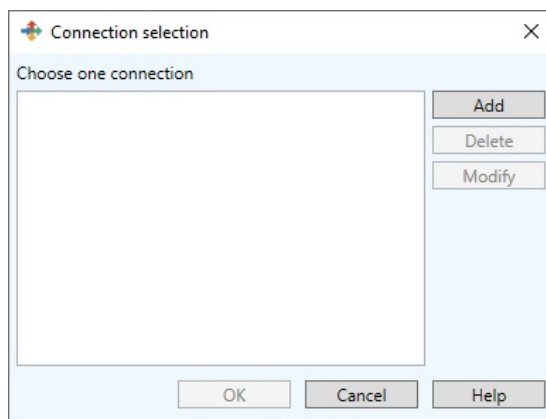 Connection selection
Choose one connection
Add
Delete
Modify
OK
Cancel
Help